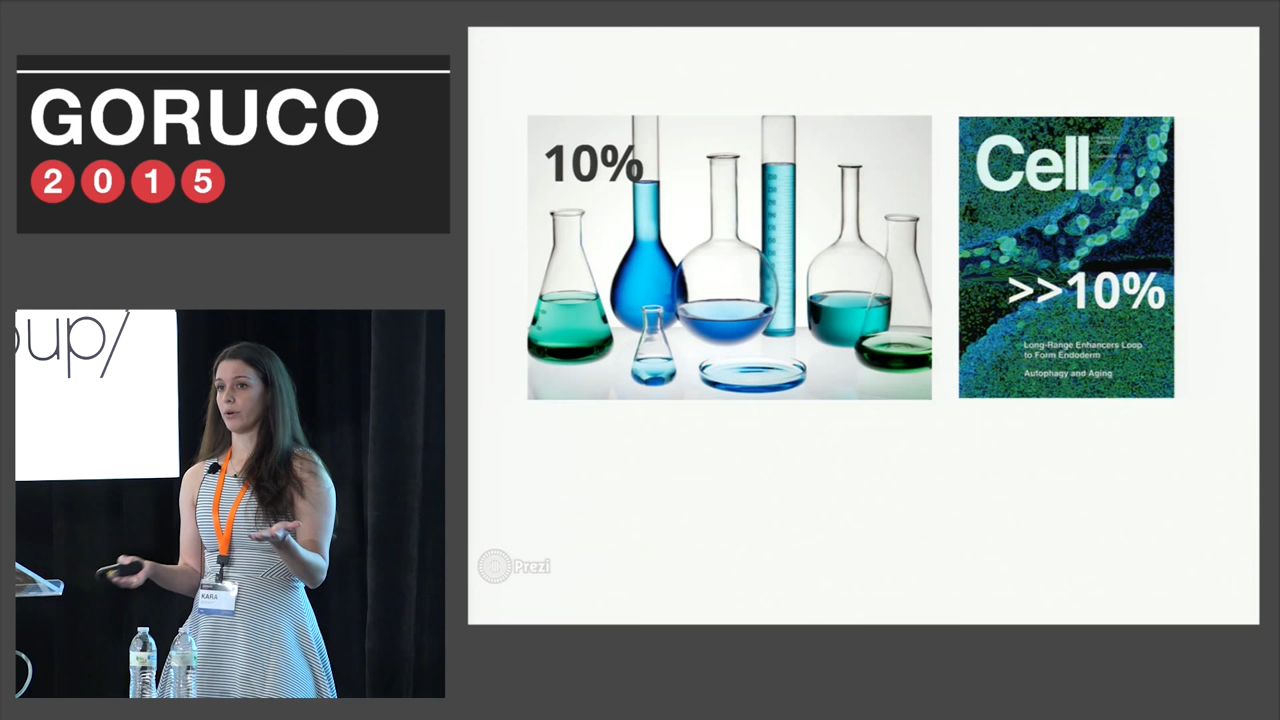 GORUCO
2 0 1 5
oup/
KARA
10%
Cell
>>10%
Long-Range Enhancers Loop
to Form Endoderm
Autophagy and Aging
Prezi